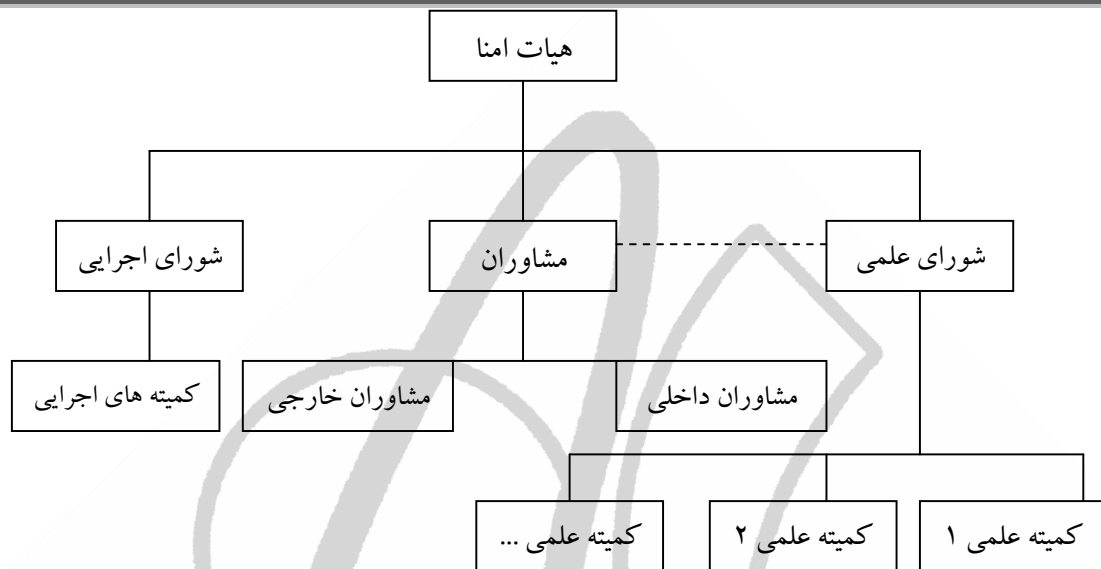 هیات امنا
شورای علمی
مشاوران
شورای اجرایی
مشاوران داخلی
مشاوران خارجی
کمیته های اجرایی
کمیته علمی ۱
کمیته علمی ۲
کمیته علمی ...